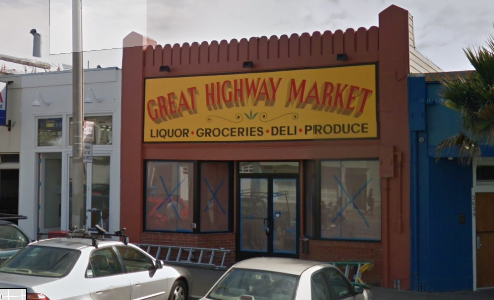 GREAT HIGHWAY MARKET
LIQUOR • GROCERIES • DELI • PRODUCE